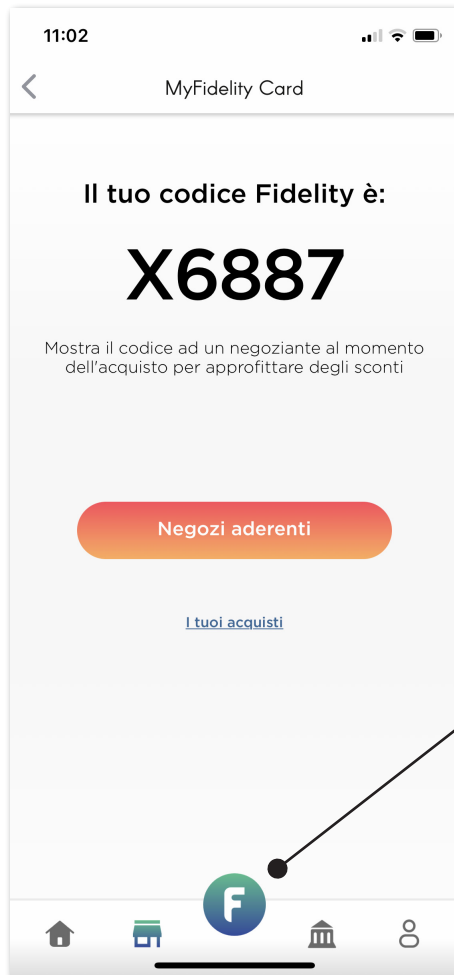 11:02
MyFidelity Card
Il tuo codice Fidelity è:
X6887
Mostra il codice ad un negoziante al momento
dell'acquisto per approfittare degli sconti
Negozi aderenti
I tuoi acquisti
F